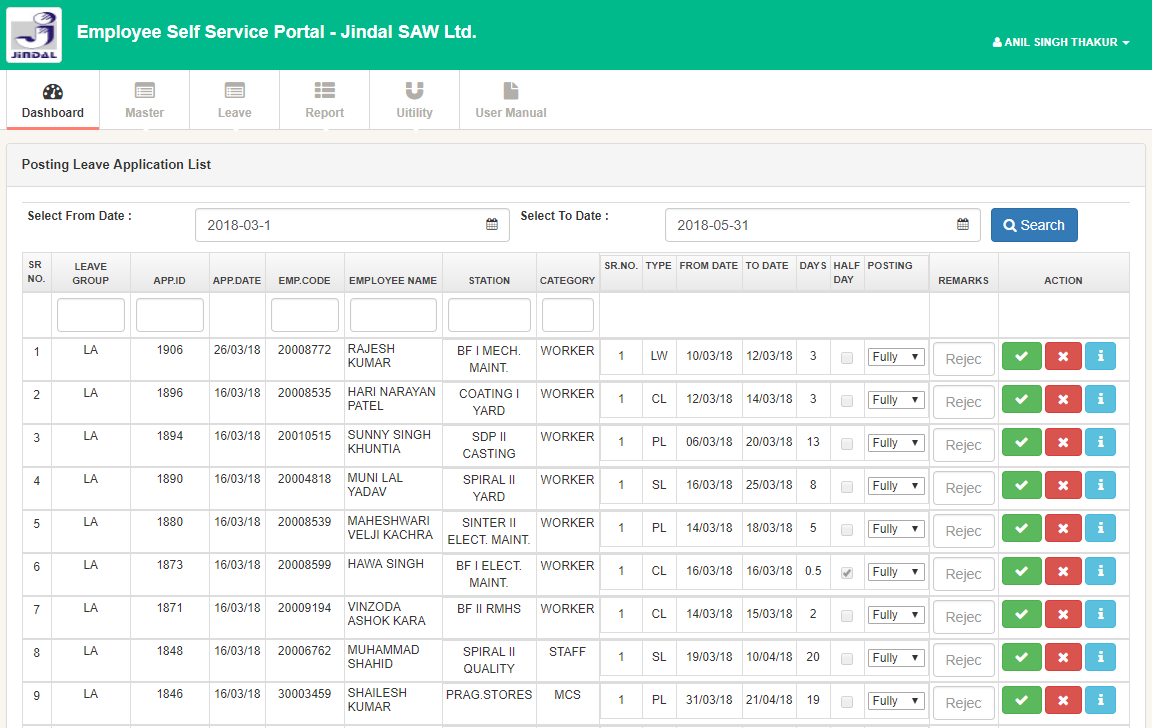 JINDAL
Employee Self Service Portal - Jindal SAW Ltd.
ANIL SINGH THAKUR
Dashboard Master Leave Report Uitility User Manual
Posting Leave Application List
Select From Date : 2018-03-1 Select To Date : 2018-05-31 Search
SR NO. LEAVE GROUP APP.ID APP.DATE EMP.CODE EMPLOYEE NAME STATION CATEGORY SR.NO. TYPE FROM DATE TO DATE DAYS HALF DAY POSTING REMARKS ACTION
1 LA 1906 26/03/18 20008772 RAJESH KUMAR BF I MECH. MAINT. WORKER 1 LW 10/03/18 12/03/18 3 Fully Rejec
2 LA 1896 16/03/18 20008535 HARI NARAYAN PATEL COATING I YARD WORKER 1 CL 12/03/18 14/03/18 3 Fully Rejec
3 LA 1894 16/03/18 20010515 SUNNY SINGH KHUNTIA SDP II CASTING WORKER 1 PL 06/03/18 20/03/18 13 Fully Rejec
4 LA 1890 16/03/18 20004818 MUNI LAL YADAV SPIRAL II YARD WORKER 1 SL 16/03/18 25/03/18 8 Fully Rejec
5 LA 1880 16/03/18 20008539 MAHESHWARI VELJI KACHRA SINTER II ELECT. MAINT. WORKER 1 PL 14/03/18 18/03/18 5 Fully Rejec
6 LA 1873 16/03/18 20008599 HAWA SINGH BF I ELECT. MAINT. WORKER 1 CL 16/03/18 16/03/18 0.5 Fully Rejec
7 LA 1871 16/03/18 20009194 VINZODA ASHOK KARA BF II RMHS WORKER 1 CL 14/03/18 15/03/18 2 Fully Rejec
8 LA 1848 16/03/18 20006762 MUHAMMAD SHAHID SPIRAL II QUALITY STAFF 1 SL 19/03/18 10/04/18 20 Fully Rejec
9 LA 1846 16/03/18 30003459 SHAILESH KUMAR PRAG.STORES MCS 1 PL 31/03/18 21/04/18 19 Fully Rejec